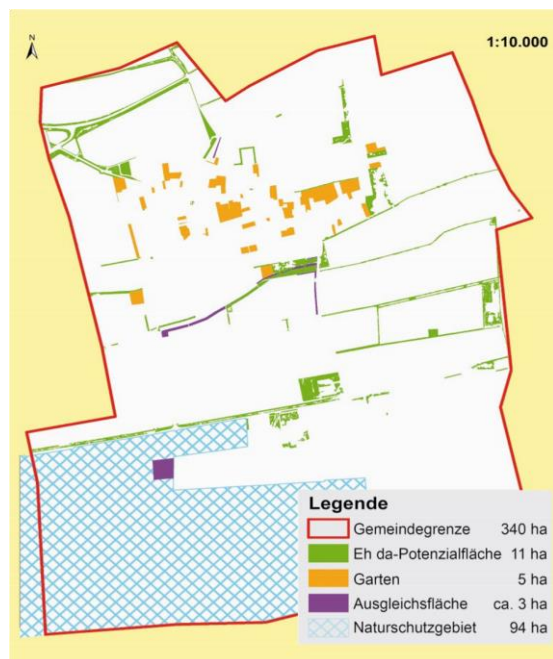 N
1:10.000
Legende
Gemeindegrenze 340 ha
Eh da-Potenzialfläche 11 ha
Garten 5 ha
Ausgleichsfläche ca. 3 ha
Naturschutzgebiet 94 ha